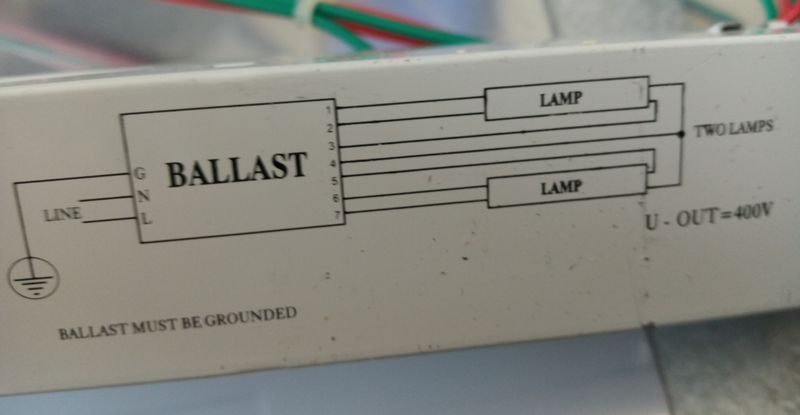 BALLAST
G
N
L
LINE
1
2
3
4
5
6
7
LAMP
LAMP
TWO LAMPS
U - OUT=400V
BALLAST MUST BE GROUNDED